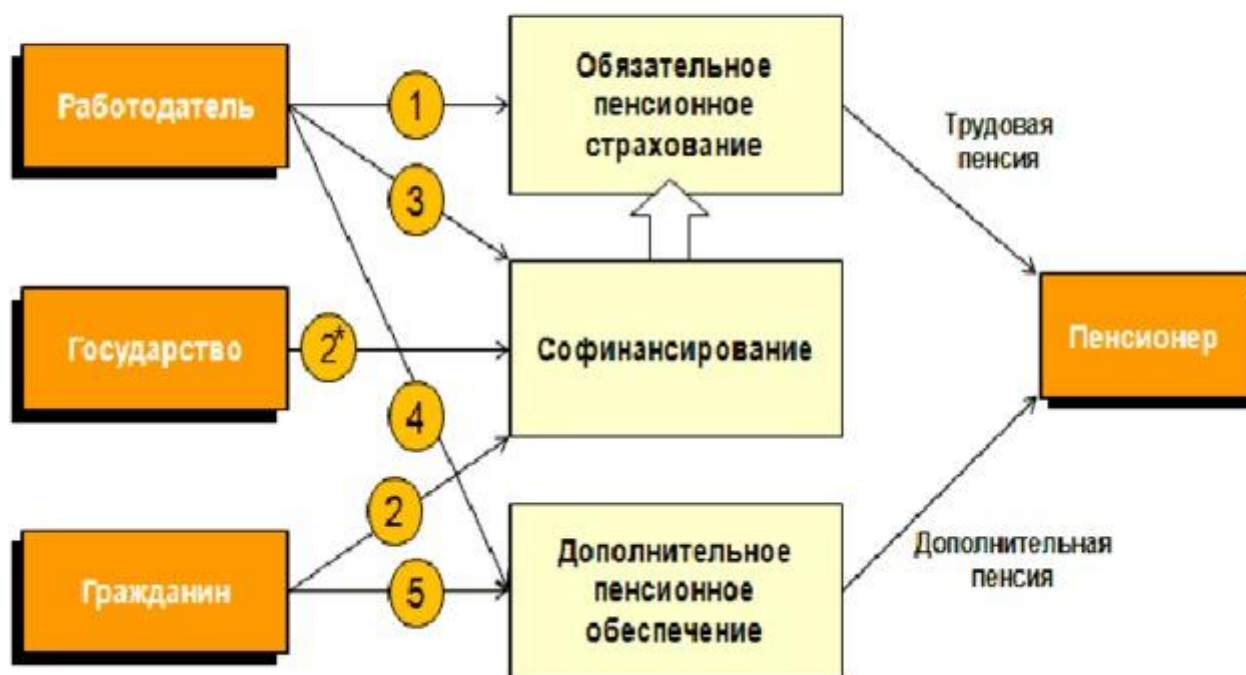 Работодатель
1
Обязательное
пенсионное
страхование
Трудовая
пенсия
3
Государство
2*
Софинансирование
Пенсионер
4
2
Гражданин
5
Дополнительное
пенсионное
обеспечение
Дополнительная
пенсия